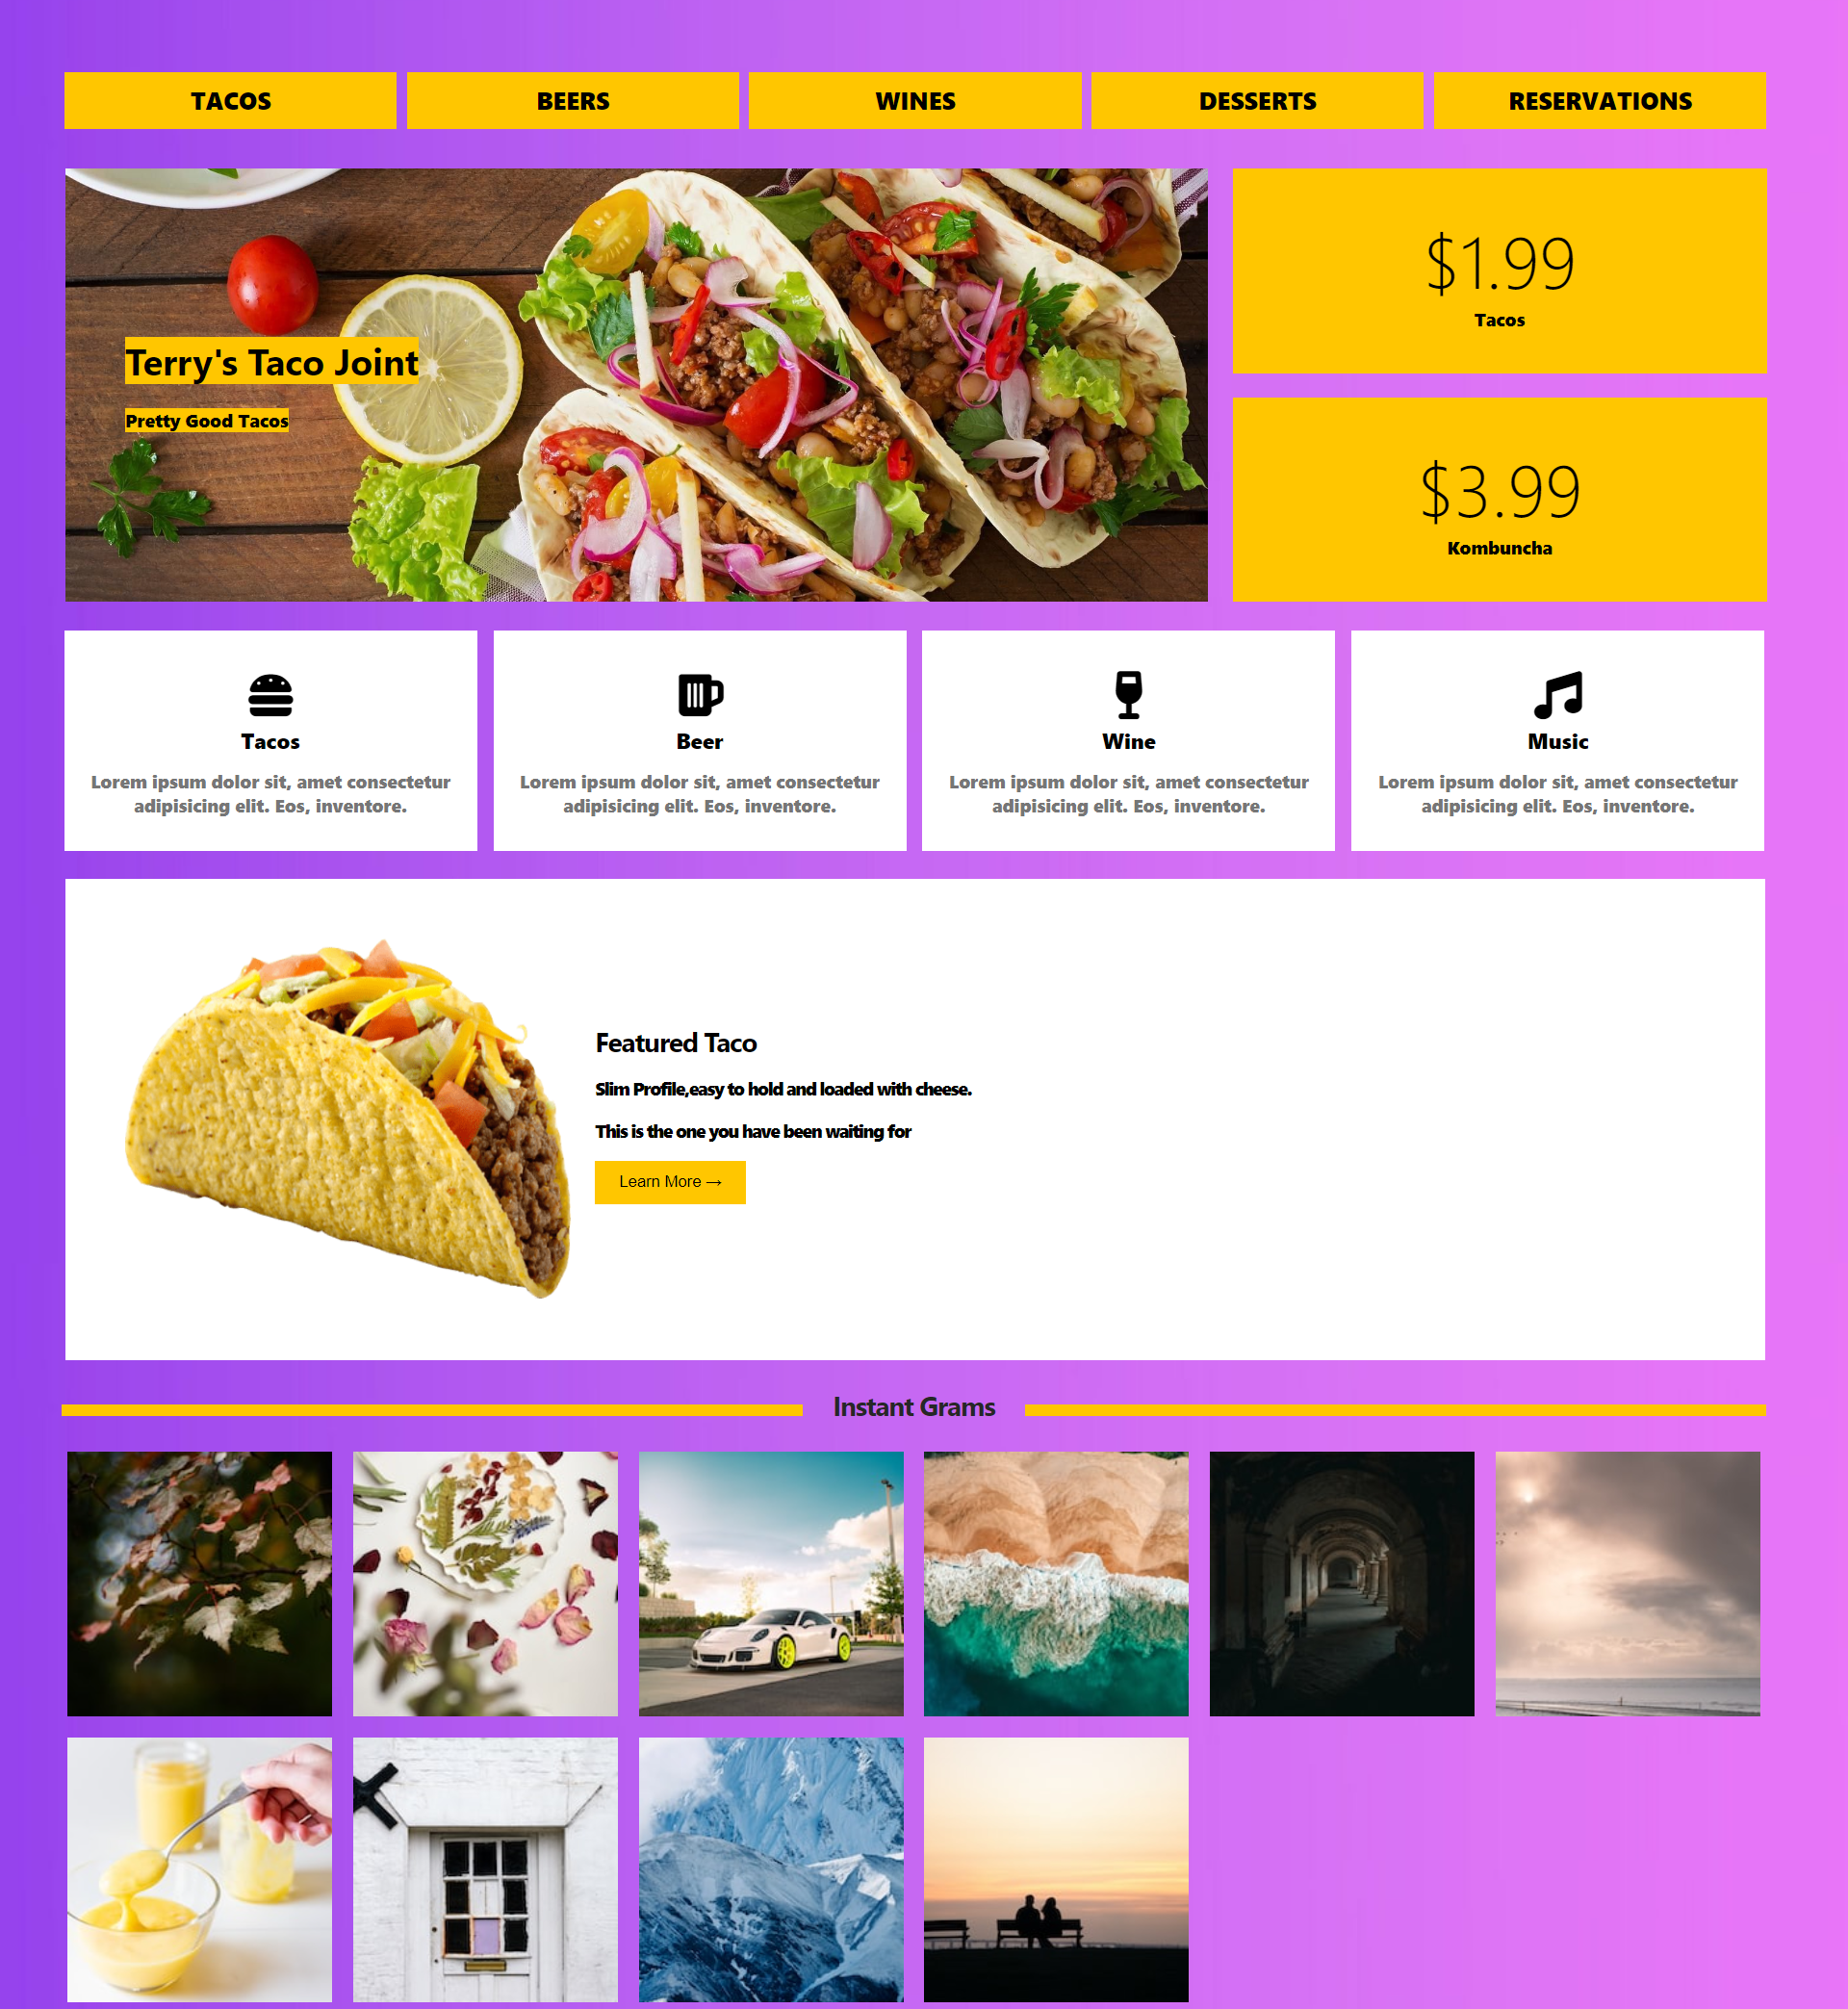 TACOS
BEERS
WINES
DESSERTS
RESERVATIONS
Terry's Taco Joint
Pretty Good Tacos
$1.99
Tacos
$3.99
Kombuncha
Tacos
Lorem ipsum dolor sit, amet consectetur
adipisicing elit. Eos, inventore.
Beer
Lorem ipsum dolor sit, amet consectetur
adipisicing elit. Eos, inventore.
Wine
Lorem ipsum dolor sit, amet consectetur
adipisicing elit. Eos, inventore.
Music
Lorem ipsum dolor sit, amet consectetur
adipisicing elit. Eos, inventore.
Featured Taco
Slim Profile,easy to hold and loaded with cheese.
This is the one you have been waiting for
Learn More →
Instant Grams